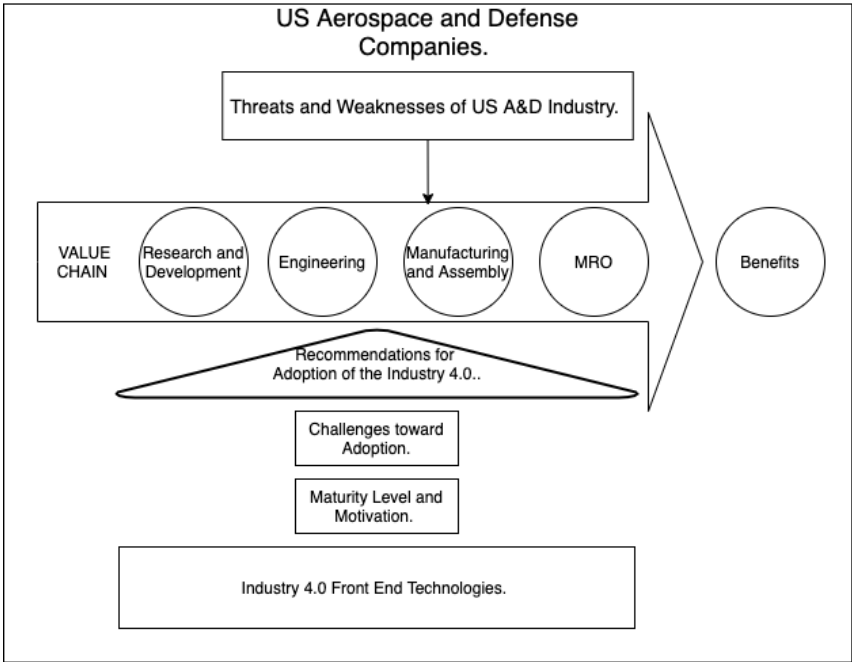 US Aerospace and Defense
Companies.
Threats and Weaknesses of US A&D Industry.
VALUE
CHAIN
Research and
Development
Engineering
Manufacturing
and Assembly
MRO
Benefits
Recommendations for
Adoption of the Industry 4.0..
Challenges toward
Adoption.
Maturity Level and
Motivation.
Industry 4.0 Front End Technologies.